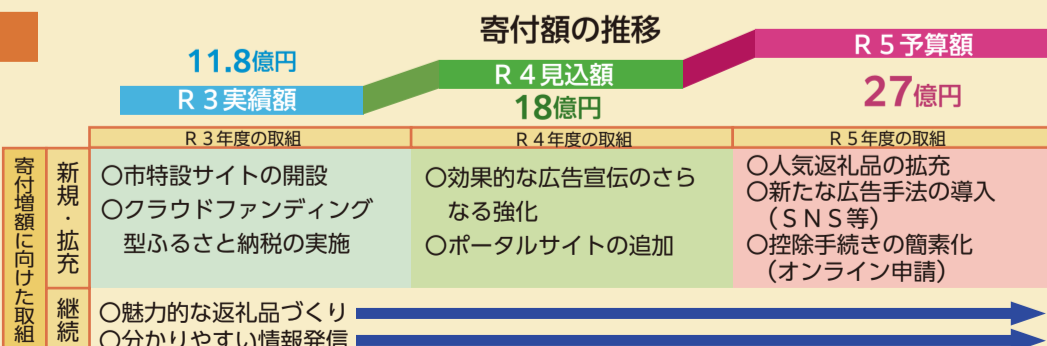 寄付額の推移
11.8億円
R3実績額
R4見込額
18億円
R5予算額
27億円
R3年度の取組
R4年度の取組
R5年度の取組
寄付増額に向けた取組
新規・拡充
○市特設サイトの開設
○クラウドファンディング
型ふるさと納税の実施
○効果的な広告宣伝のさら
なる強化
○ポータルサイトの追加
○人気返礼品の拡充
○新たな広告手法の導入
（SNS等）
○控除手続きの簡素化
（オンライン申請）
継続
○魅力的な返礼品づくり
○分かりやすい情報発信